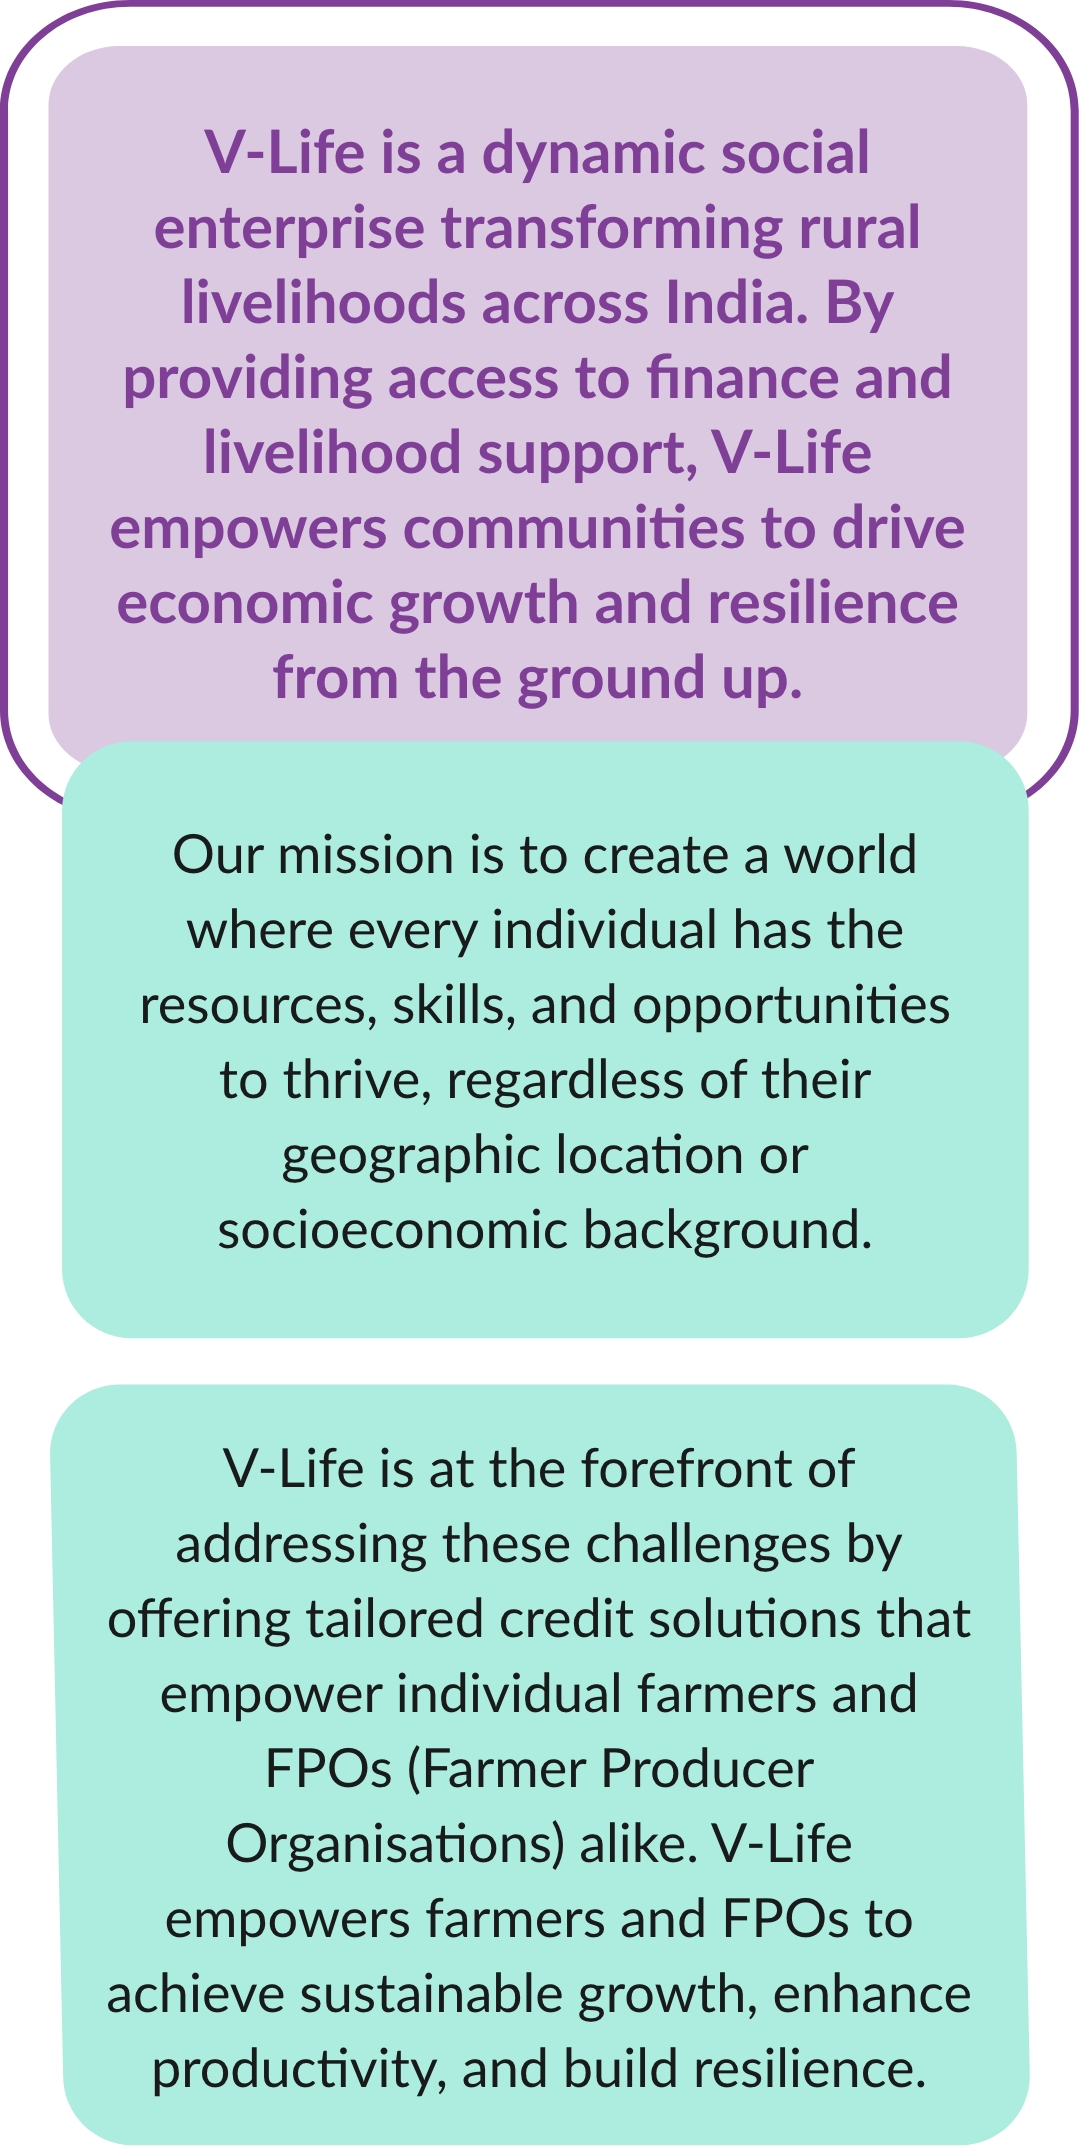 V-Life is a dynamic social
enterprise transforming rural
livelihoods across India. By
providing access to finance and
livelihood support, V-Life
empowers communities to drive
economic growth and resilience
from the ground up.
Our mission is to create a world
where every individual has the
resources, skills, and opportunities
to thrive, regardless of their
geographic location or
socioeconomic background.
V-Life is at the forefront of
addressing these challenges by
offering tailored credit solutions that
empower individual farmers and
FPOs (Farmer Producer
Organisations) alike. V-Life
empowers farmers and FPOs to
achieve sustainable growth, enhance
productivity, and build resilience.